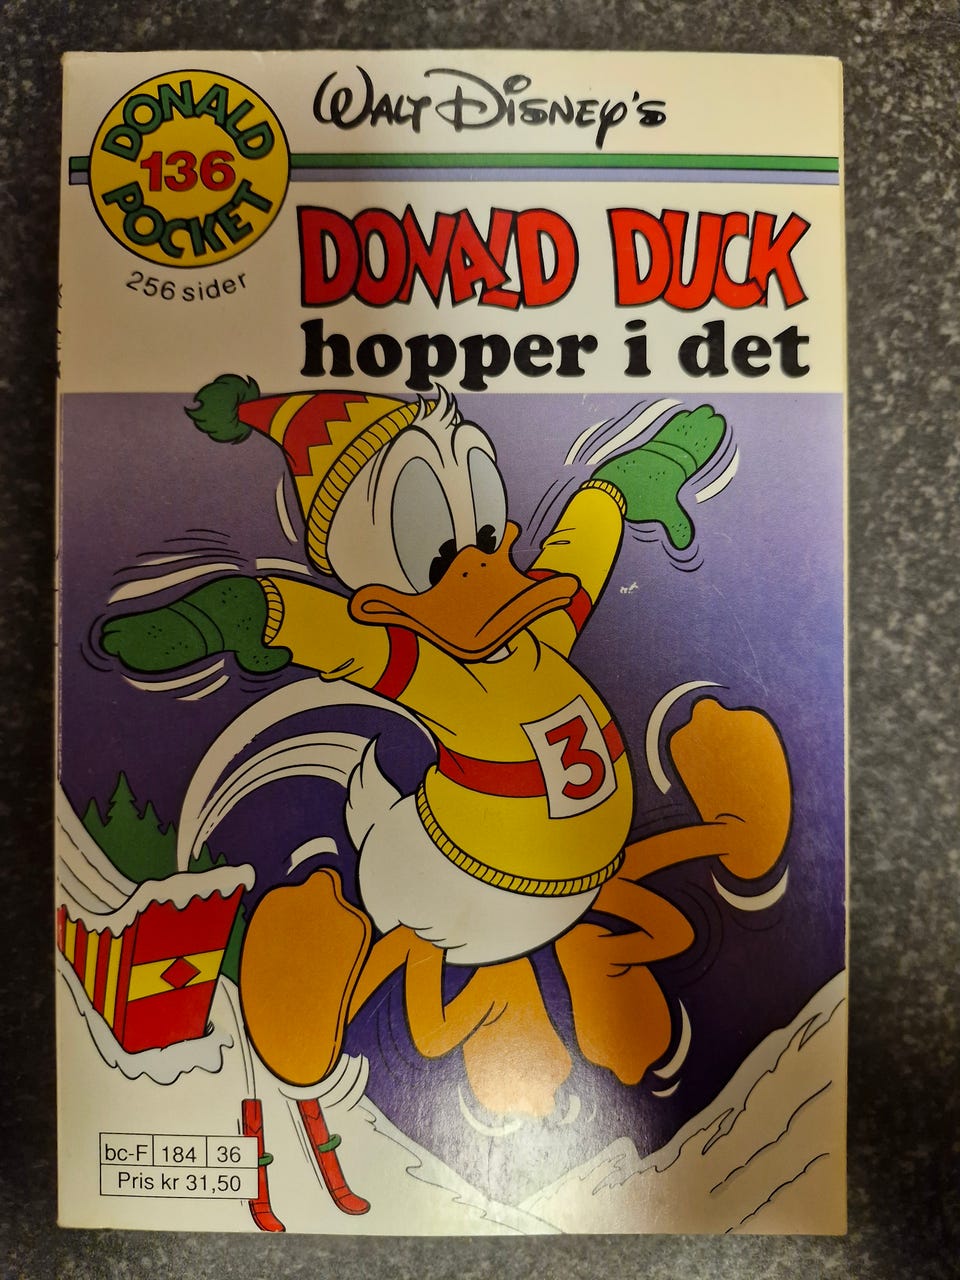 DONALD
136
POCKET
256 sider
WALT DISNEY'S
DONALD DUCK
hopper i det
3
bc-F 184 36
Pris kr 31,50